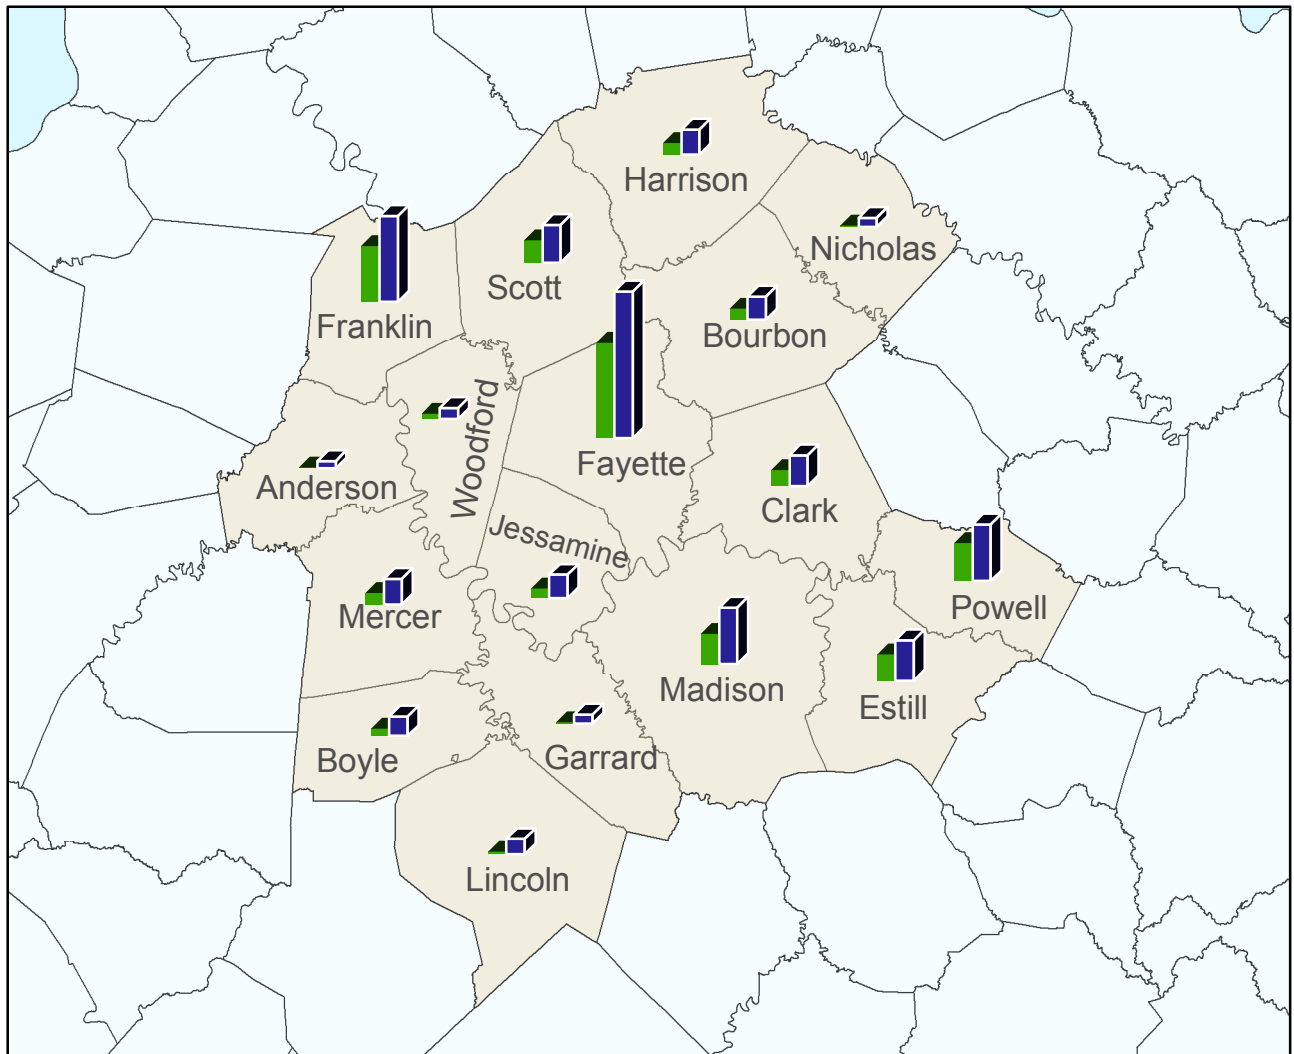 Harrison
Nicholas
Scott
Franklin
Bourbon
Woodford
Fayette
Anderson
Clark
Jessamine
Powell
Mercer
Madison
Estill
Boyle
Garrard
Lincoln